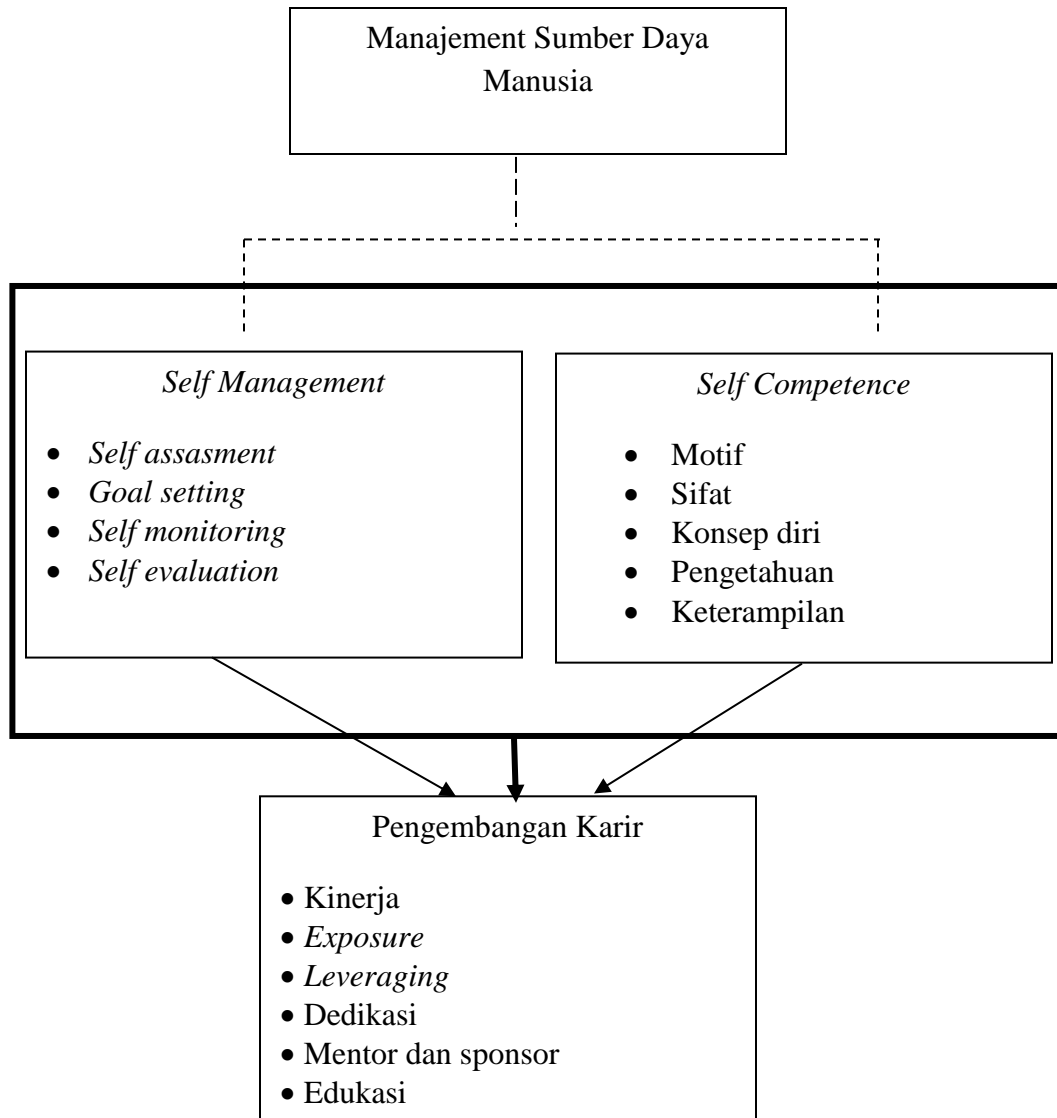 Manajement Sumber Daya
Manusia
Self Management
• Self assasment
• Goal setting
• Self monitoring
• Self evaluation
Self Competence
• Motif
• Sifat
• Konsep diri
• Pengetahuan
• Keterampilan
Pengembangan Karir
• Kinerja
• Exposure
• Leveraging
• Dedikasi
• Mentor dan sponsor
• Edukasi